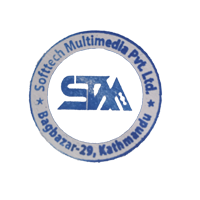 Softtech Multimedia Pvt. Ltd.
STM
Bagbazar-29, Kathmandu